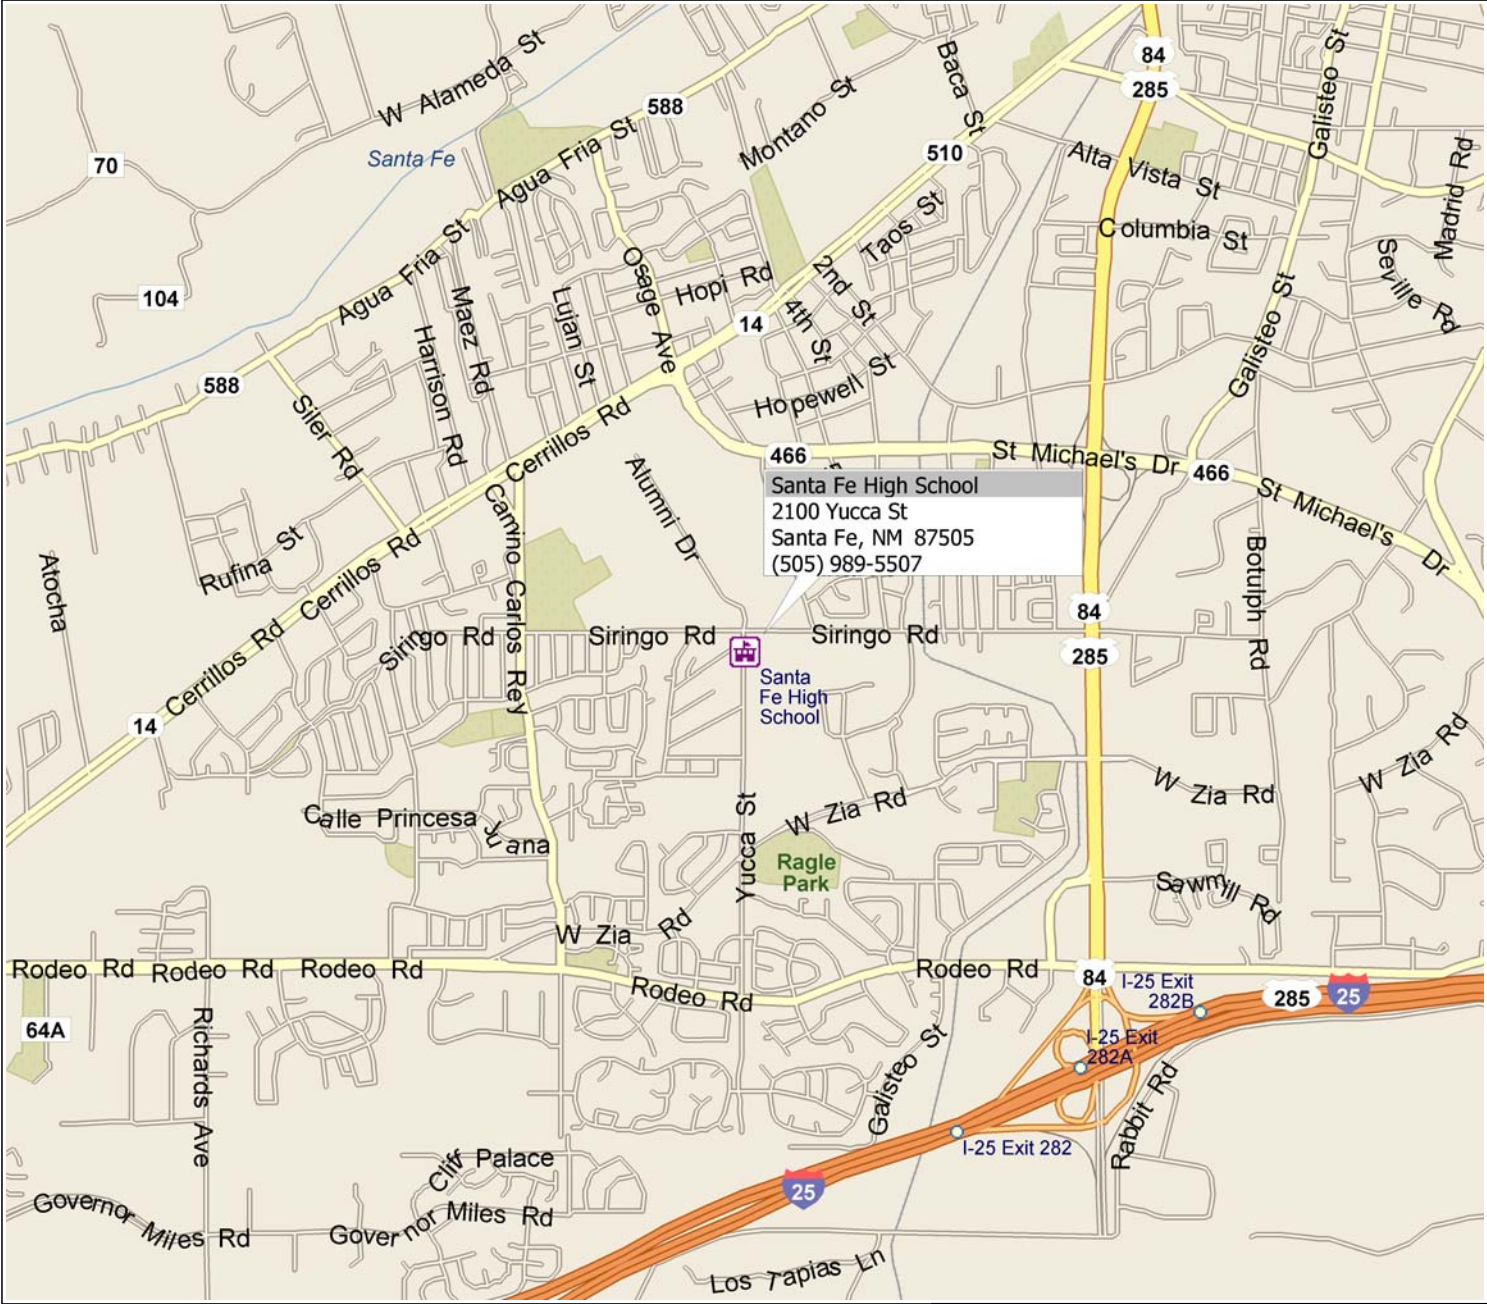 84
285
W Alameda St
Baca St
Galisteo St
588
Montano St
70
Santa Fe
Agua Fria St
510
Alta Vista St
Madrid Rd
Taos St
Columbia St
Agua Fria St
Osage Ave
Hopi Rd
2nd St
Seville Rd
104
Maez Rd
Lujan St
14
4th St
Galisteo St
Harrison Rd
588
Hopewell St
Siler Rd
Cerrillos Rd
466
St Michael's Dr
466
St Michael's Dr
Alumni Dr
Santa Fe High School
2100 Yucca St
Santa Fe, NM 87505
(505) 989-5507
Camino Carlos Rey
Rufina St
Cerrillos Rd
Atocha
Botulph Rd
84
285
Cerrillos Rd
Siringo Rd
Siringo Rd
Siringo Rd
Santa
Fe High
School
14
W Zia Rd
W Zia Rd
W Zia Rd
Calle Princesa Juana
Yucca St
Ragle
Park
Sawmill Rd
W Zia Rd
Rodeo Rd
Rodeo Rd
Rodeo Rd
Rodeo Rd
Rodeo Rd
84
I-25 Exit
282B
285
25
64A
Richards Ave
I-25 Exit
282A
Galisteo St
Rabbit Rd
I-25 Exit 282
Cliff Palace
25
Governor Miles Rd
Governor Miles Rd
Los Tapias Ln